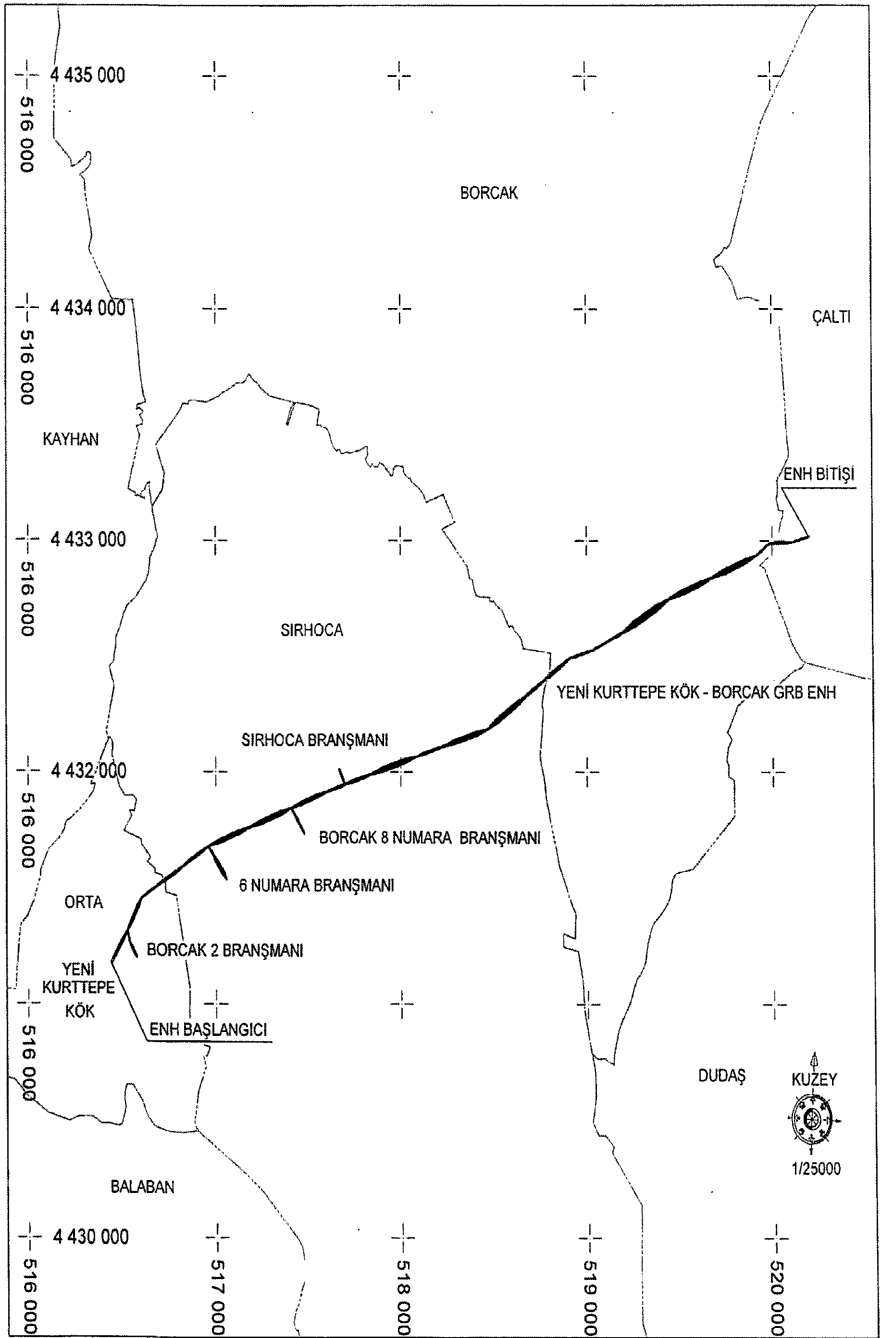 4 435 000
516 000
BORCAK
4 434 000
516 000
ÇALTI
KAYHAN
ENH BİTİŞİ
4 433 000
516 000
SIRHOCA
YENİ KURTTEPE KÖK - BORCAK GRB ENH
SIRHOCA BRANŞMANI
4 432 000
516 000
BORCAK 8 NUMARA BRANŞMANI
6 NUMARA BRANŞMANI
ORTA
BORCAK 2 BRANŞMANI
YENİ
KURTTEPE
KÖK
516 000
ENH BAŞLANGICI
DUDAŞ
KUZEY
1/25000
BALABAN
4 430 000
516 000
517 000
518 000
519 000
520 000